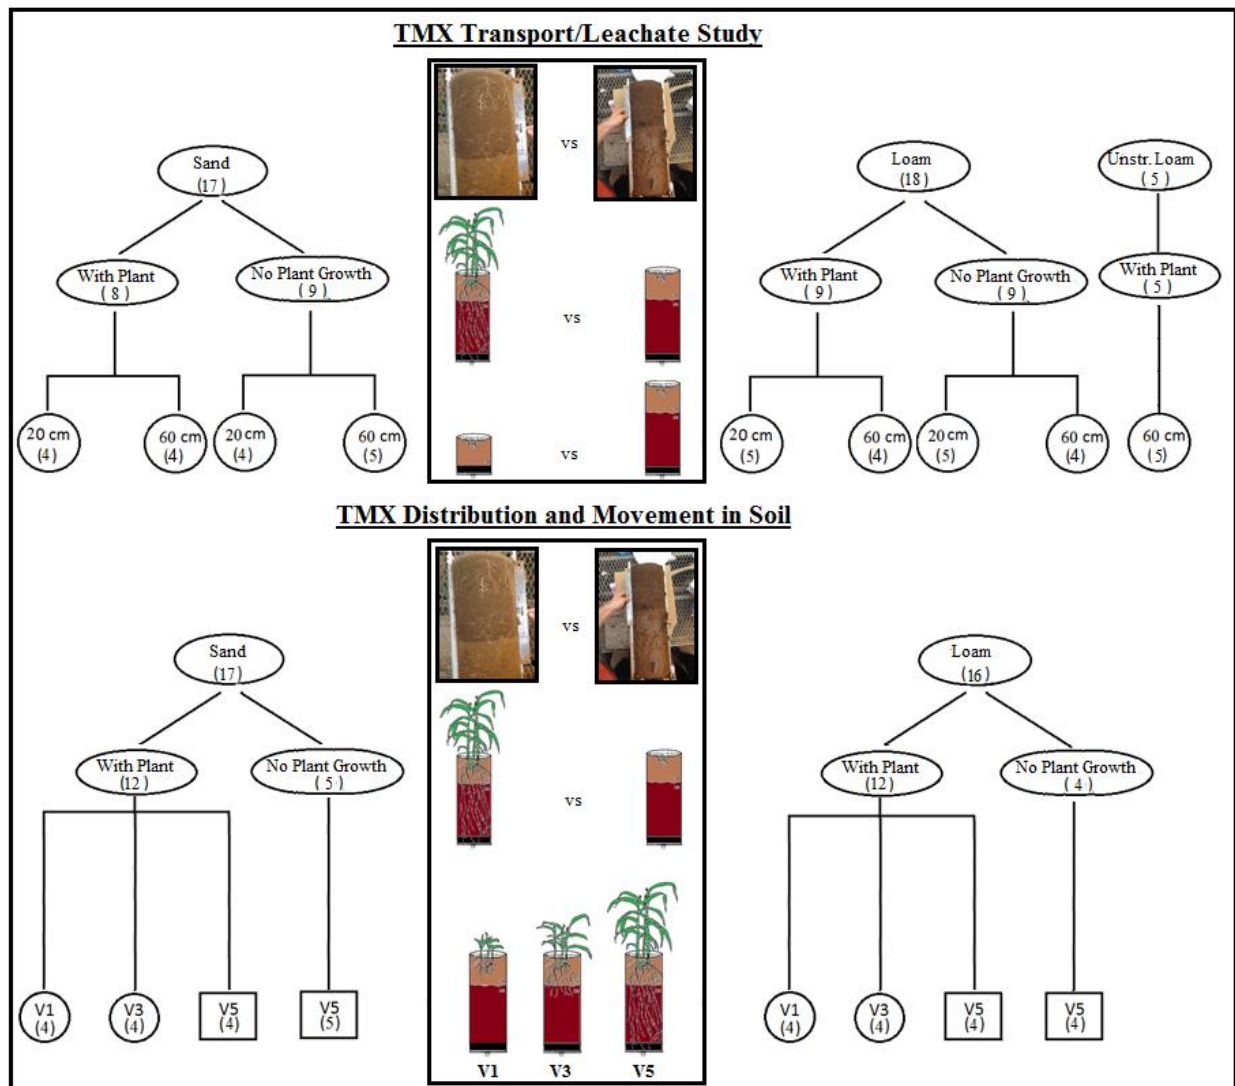 TMX Transport/Leachate Study
vs
Sand
(17)
With Plant
(8)
No Plant Growth
(9)
20 cm
(4)
60 cm
(4)
20 cm
(4)
60 cm
(5)
vs
vs
Loam
(18)
Unstr. Loam
(5)
With Plant
(9)
No Plant Growth
(9)
With Plant
(5)
20 cm
(5)
60 cm
(4)
20 cm
(5)
60 cm
(4)
60 cm
(5)
TMX Distribution and Movement in Soil
vs
Sand
(17)
With Plant
(12)
No Plant Growth
(5)
V1
(4)
V3
(4)
V5
(4)
V5
(5)
vs
V1 V3 V5
Loam
(16)
With Plant
(12)
No Plant Growth
(4)
V1
(4)
V3
(4)
V5
(4)
V5
(4)